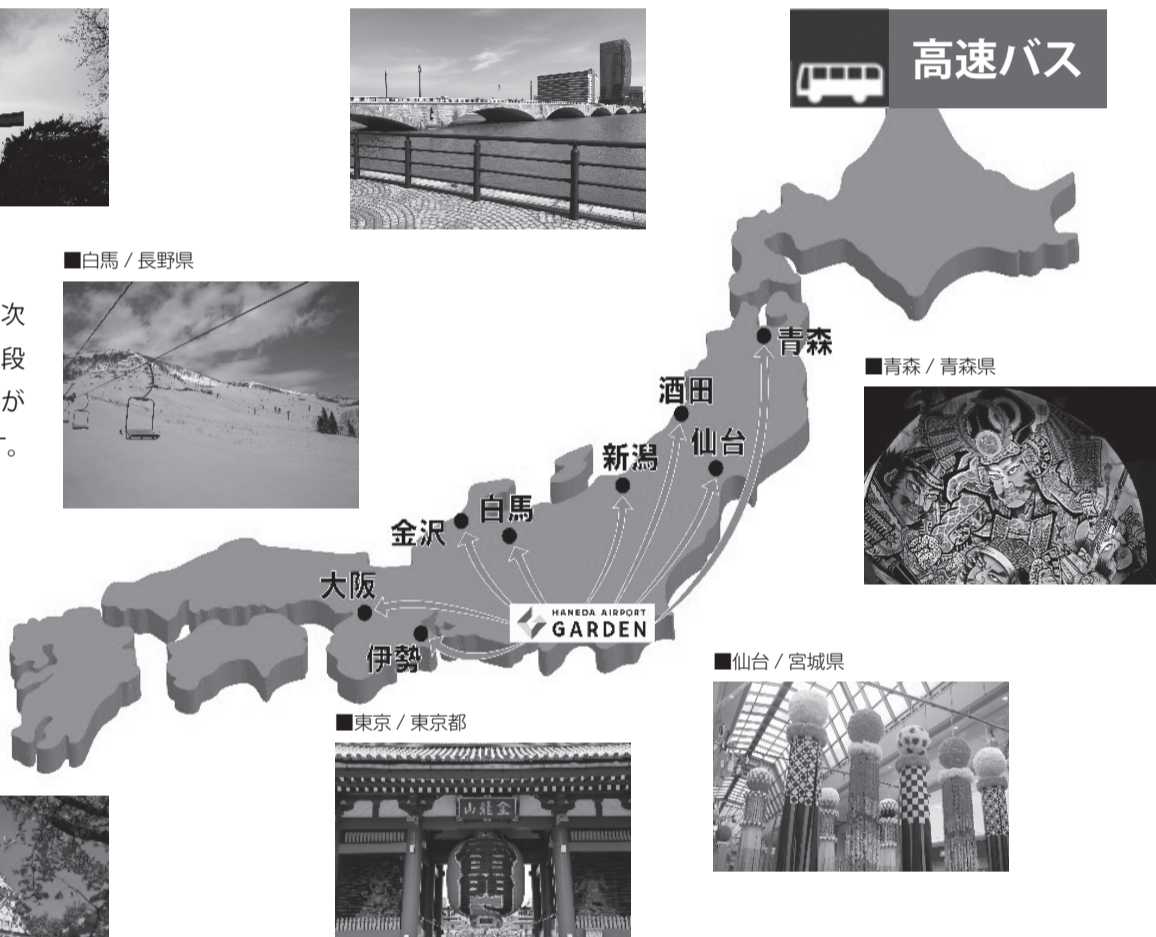 高速バス
■白馬 / 長野県
次
段
が
す。
青森
■青森 / 青森県
酒田
仙台
新潟
白馬
金沢
大阪
HANEDA AIRPORT
GARDEN
伊勢
■仙台 / 宮城県
■東京 / 東京都
金龍山